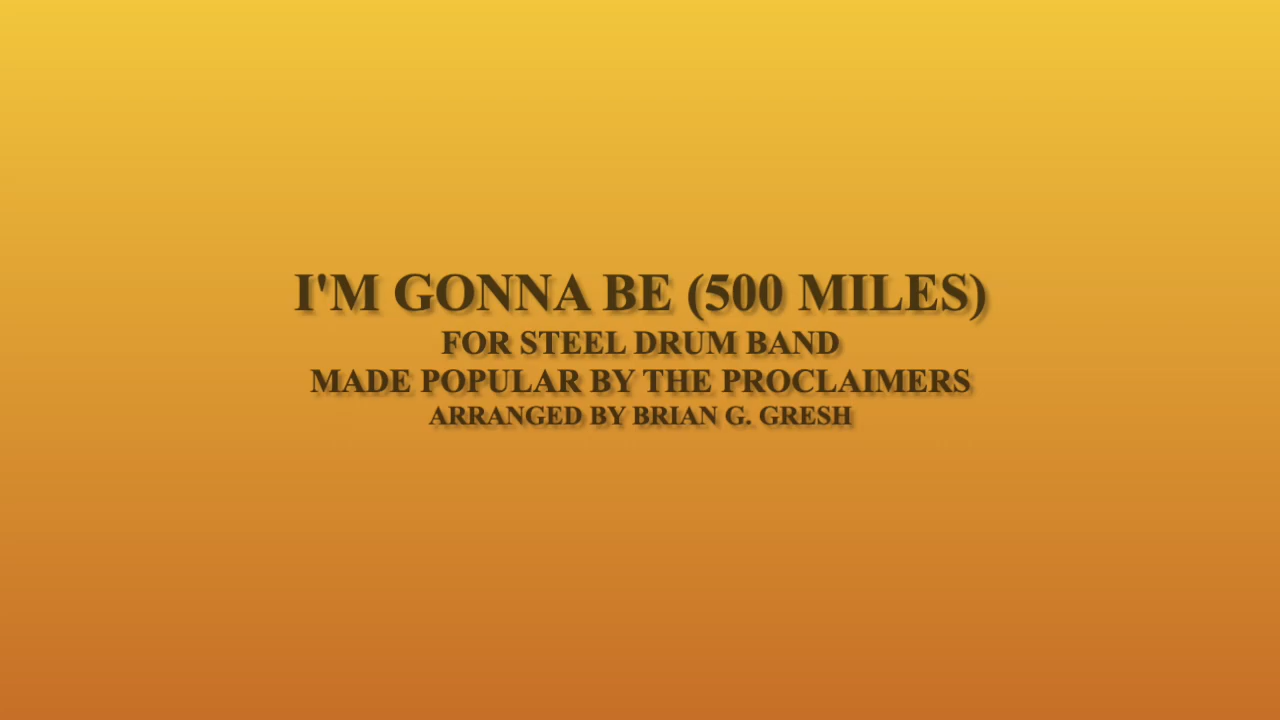 I'M GONNA BE (500 MILES)
FOR STEEL DRUM BAND
MADE POPULAR BY THE PROCLAIMERS
ARRANGED BY BRIAN G. GRESH